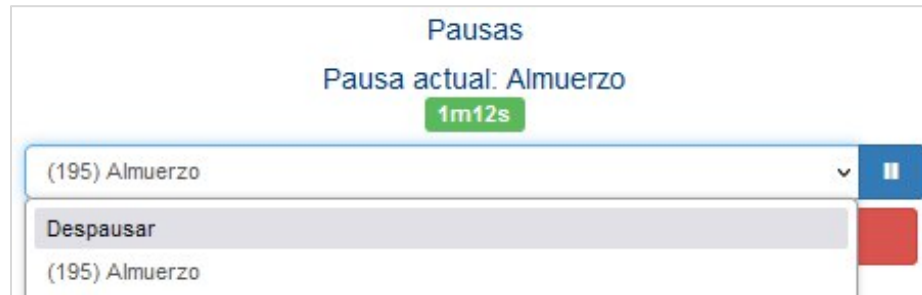 Pausas
Pausa actual: Almuerzo
1m12s
(195) Almuerzo
Despausar
(195) Almuerzo